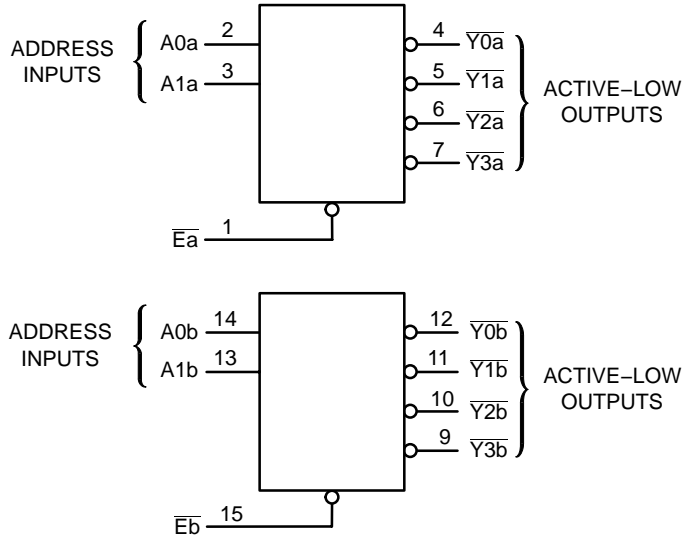 ADDRESS
INPUTS
A0a 2
A1a 3
4 Y0a
5 Y1a
6 Y2a
7 Y3a
ACTIVE–LOW
OUTPUTS
Ea 1
ADDRESS
INPUTS
A0b 14
A1b 13
12 Y0b
11 Y1b
10 Y2b
9 Y3b
ACTIVE–LOW
OUTPUTS
Eb 15